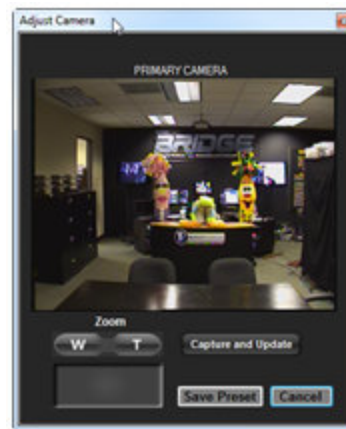 Adjust Camera
PRIMARY CAMERA
BRIDGE
Zoom
W T
Capture and Update
Save Preset
Cancel